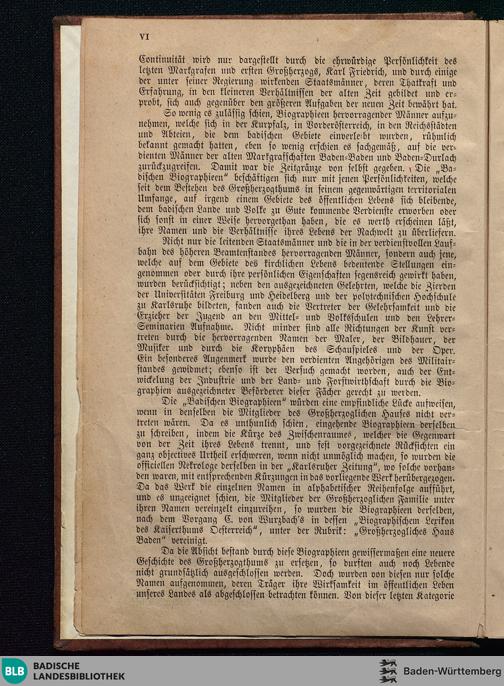 VI
Continuität wird nur dargestellt durch die ehrwürdige Persönlichkeit des
letzten Markgrafen und ersten Großherzogs, Karl Friedrich, und durch einige
der unter seiner Regierung wirkenden Staatsmänner, deren Thatkraft und
Erfahrung, in den kleineren Verhältnissen der alten Zeit gebildet und er-
probt, sich auch gegenüber den größeren Aufgaben der neuen Zeit bewährt hat.
So wenig es zulässig schien, Biographieen hervorragender Männer aufzu-
nehmen, welche sich in der Kurpfalz, in Vorderösterreich, in den Reichsstädten
und Abteien, die dem badischen Gebiete einverleibt wurden, rühmlich
bekannt gemacht hatten, eben so wenig erschien es sachgemäß, auf die ver-
dienten Männer der alten Markgrafschaften Baden-Baden und Baden-Durlach
zurückzugreifen. Damit war die Zeitgränze von selbst gegeben. Die „Ba-
dischen Biographieen" beschäftigen sich nur mit jenen Persönlichkeiten, welche
seit dem Bestehen des Großherzogthums in seinem gegenwärtigen territorialen
Umfange, auf irgend einem Gebiete des öffentlichen Lebens sich bleibende,
dem badischen Lande und Volke zu Gute kommende Verdienste erworben oder
sich sonst in einer Weise hervorgethan haben, die es werth erscheinen läßt,
ihre Namen und die Verhältnisse ihres Lebens der Nachwelt zu überliefern.
Nicht nur die leitenden Staatsmänner und die in der verdienstvollen Lauf-
bahn des höheren Beamtenstandes hervorragenden Männer, sondern auch jene,
welche auf dem Gebiete des kirchlichen Lebens bedeutende Stellungen ein-
genommen oder durch ihre persönlichen Eigenschaften segensreich gewirkt haben,
wurden berücksichtigt; neben den ausgezeichneten Gelehrten, welche die Zierden
der Universitäten Freiburg und Heidelberg und der polytechnischen Hochschule
zu Karlsruhe bildeten, fanden auch die Vertreter der Gelehrsamkeit und die
Erzieher der Jugend an den Mittel- und Volksschulen und den Lehrer-
Seminarien Aufnahme. Nicht minder sind alle Richtungen der Kunst ver-
treten durch die hervorragenden Namen der Maler, der Bildhauer, der
Musiker und durch die Koryphäen des Schauspieles und der Oper.
Ein besonderes Augenmerk wurde den verdienten Angehörigen des Militair-
standes gewidmet; ebenso ist der Versuch gemacht worden, auch der Ent-
wickelung der Industrie und der Land- und Forstwirthschaft durch die Bio-
graphien ausgezeichneter Beförderer dieser Fächer gerecht zu werden.
Die „Badischen Biographieen" würden eine empfindliche Lücke aufweisen,
wenn in denselben die Mitglieder des Großherzoglichen Hauses nicht ver-
treten wären. Da es unthunlich schien, eingehende Biographieen derselben
zu schreiben, indem die Kürze des Zwischenraumes, welcher die Gegenwart
von der Zeit ihres Lebens trennt, und fest vorgezeichnete Rücksichten ein
ganz objectives Urtheil erschweren, wenn nicht unmöglich machen, so wurden die
officiellen Nekrologe derselben in der „Karlsruher Zeitung", wo solche vorhan-
den waren, mit entsprechenden Kürzungen in das vorliegende Werk herübergezogen.
Da das Werk die einzelnen Namen in alphabetischer Reihenfolge aufführt,
und es ungeeignet schien, die Mitglieder der Großherzoglichen Familie unter
ihren Namen vereinzelt einzureihen, so wurden die Biographieen derselben,
nach dem Vorgang C. von Wurzbach's in dessen „Biographischen Lexikon
des Kaiserthums Oesterreich", unter der Rubrik: „Großherzogliches Haus
Baden" vereinigt.
Da die Absicht bestand durch diese Biographieen gewissermaßen eine neuere
Geschichte des Großherzogthums zu ersetzen, so durften auch noch Lebende
nicht grundsätzlich ausgeschlossen werden. Doch wurden von diesen nur solche
Namen aufgenommen, deren Träger ihre Wirksamkeit im öffentlichen Leben
unseres Landes als abgeschlossen betrachten können. Von dieser letzten Kategorie
BLB BADISCHE
LANDESBIBLIOTHEK
Baden-Württemberg